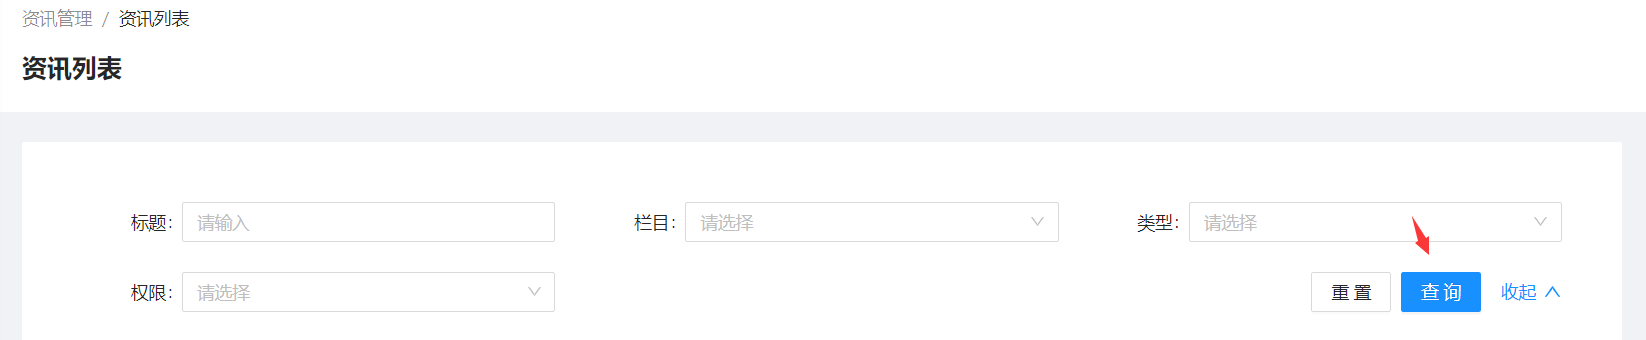 资讯管理 / 资讯列表
资讯列表
标题: 请输入 栏目: 请选择 类型: 请选择
权限: 请选择 重 置 查 询 收起